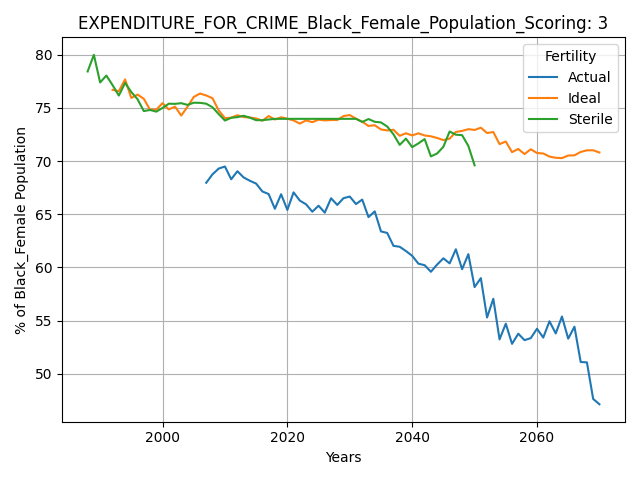 EXPENDITURE_FOR_CRIME_Black_Female_Population_Scoring: 3
Fertility
Actual
Ideal
Sterile
% of Black_Female Population
80
75
70
65
60
55
50
2000
2020
2040
2060
Years